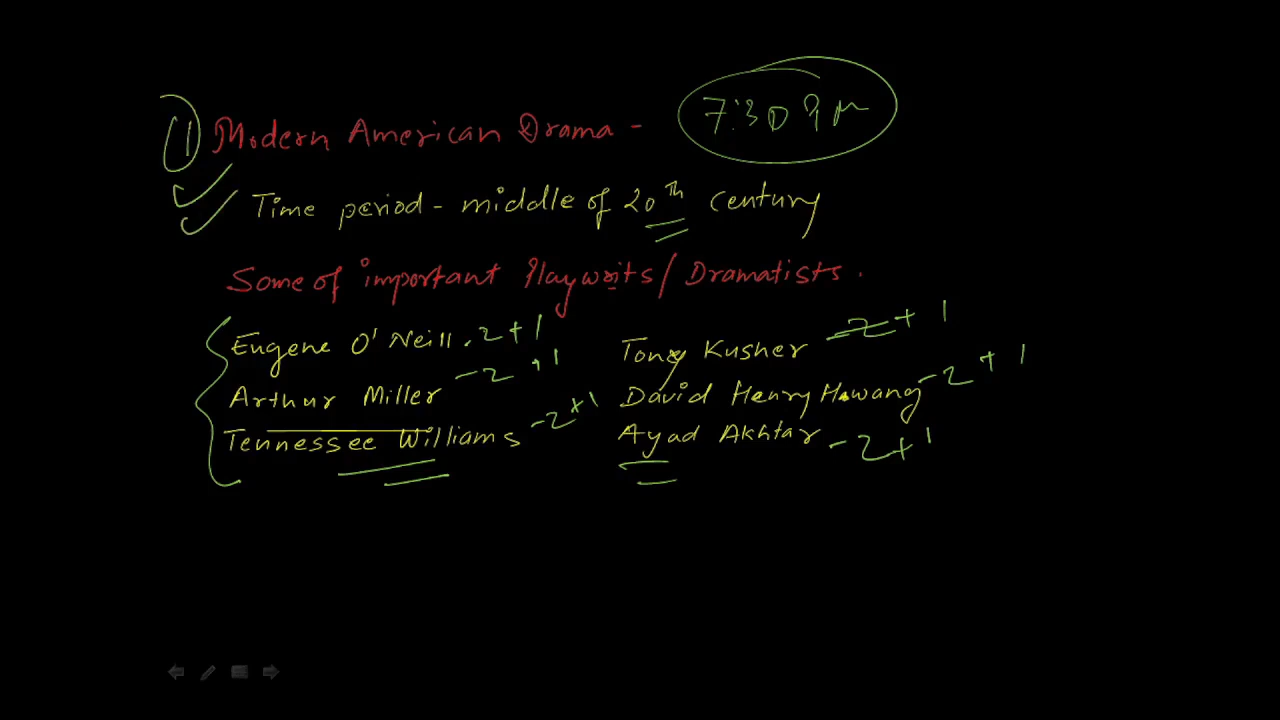 1) Modern American Drama -
7:30 Pm
Time period - middle of 20th century
Some of important Playwrits / Dramatists.
Eugene O' Neill. 2+1
Arthur Miller - 2+1
Tennessee Williams - 2+1
Tony Kusher - 2+1
David Henry Hwang - 2+1
Ayad Akhtar - 2+1